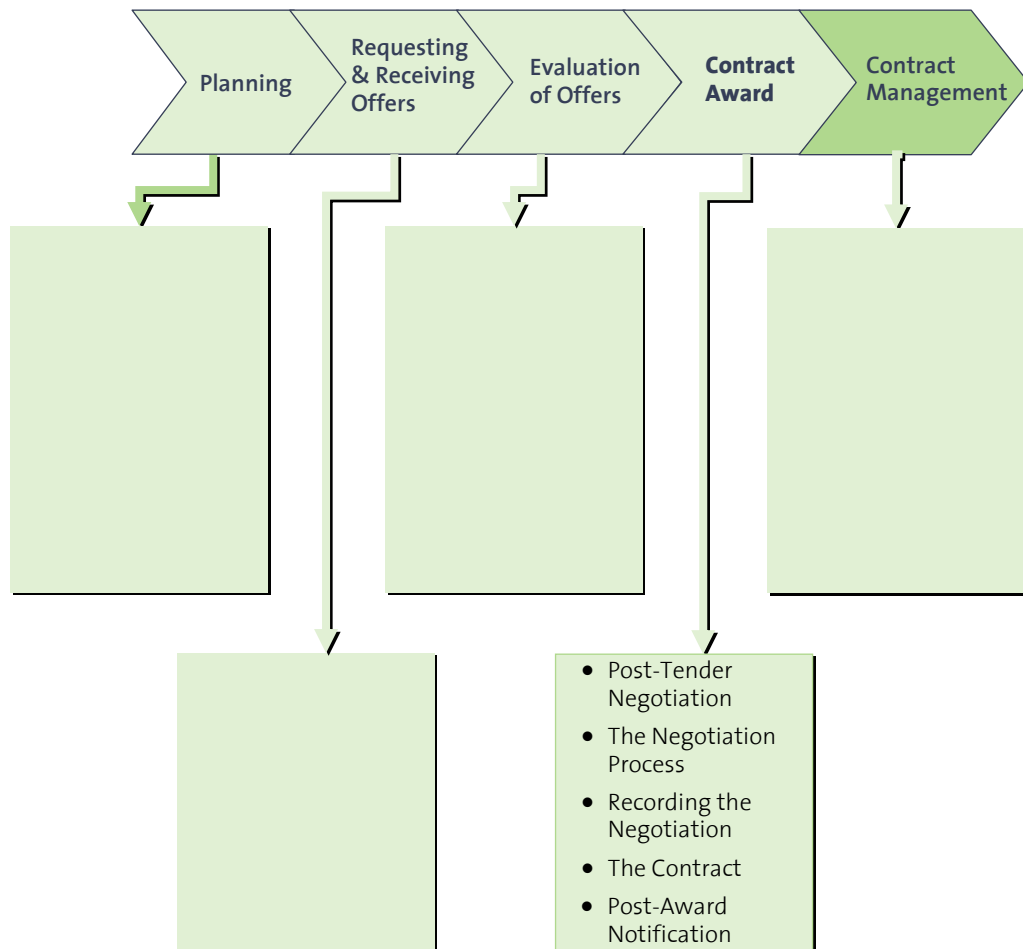 Planning
Requesting
& Receiving
Offers
Evaluation
of Offers
Contract
Award
Contract
Management
• Post-Tender
Negotiation
• The Negotiation
Process
• Recording the
Negotiation
• The Contract
• Post-Award
Notification